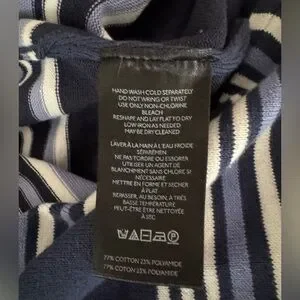 HAND WASH COLD SEPARATELY
DO NOT WRING OR TWIST
USE ONLY NON-CHLORINE
BLEACH
RESHAPE AND LAY FLAT TO DRY
LOW-IRON AS NEEDED
MAY BE DRY CLEANED
LAVER À LA MAIN À L'EAU FROIDE
SÉPARÉMENT
NE PAS TORDRE OU ESSORER
UTILISER UN AGENT DE
BLANCHIMENT SANS CHLORE SI
NÉCESSAIRE
METTRE EN FORME ET SÉCHER
À PLAT
REPASSER, AU BESOIN, À TRÈS
BASSE TEMPÉRATURE
PEUT-ÊTRE ÊTRE NETTOYÉE
À SEC
77% COTTON 23% POLYAMIDE
77% COTON 23% POLYAMIDE